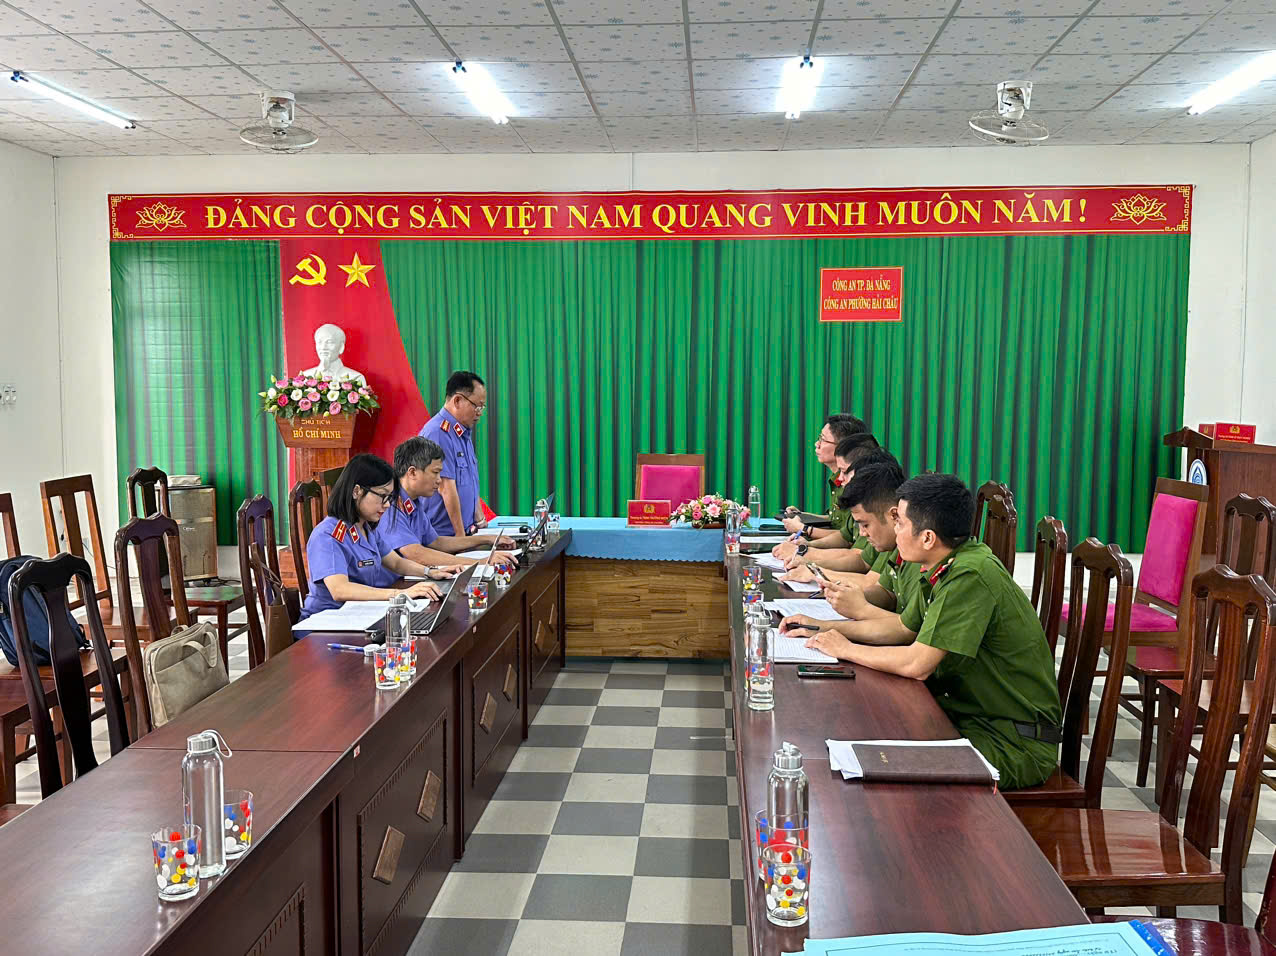 ĐẢNG CỘNG SẢN VIỆT NAM QUANG VINH MUÔN NĂM!
CÔNG AN TP. ĐÀ NẴNG
CÔNG AN PHƯỜNG HẢI CHÂU
CHỦ TỊCH
HỒ CHÍ MINH